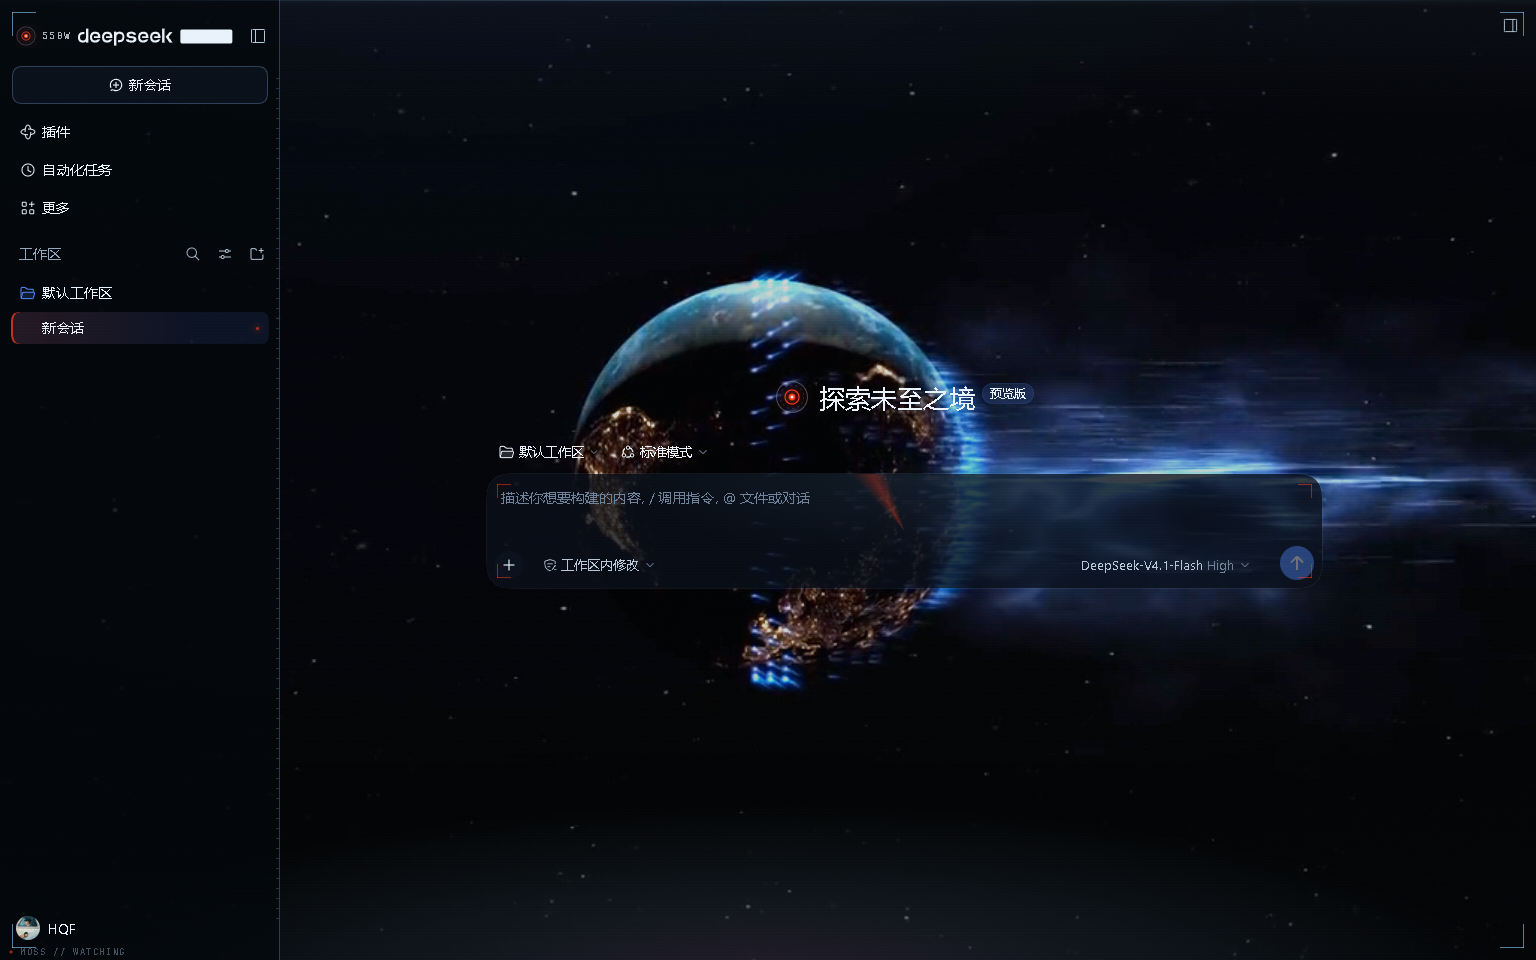 55BW deepseek
新会话
插件
自动化任务
更多
工作区
默认工作区
新会话
探索未至之境 预览版
默认工作区 标准模式
描述你想要构建的内容, / 调用指令, @ 文件或对话
工作区内修改 DeepSeek-V4.1-Flash High
HQF
MOSS // WATCHING